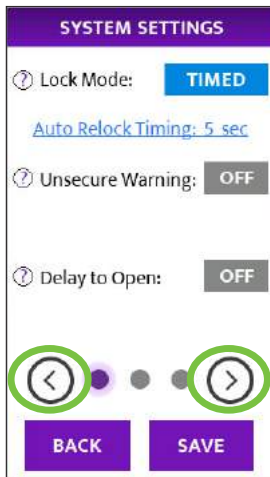 SYSTEM SETTINGS
? Lock Mode: TIMED
Auto Relock Timing: 5 sec
? Unsecure Warning: OFF
? Delay to Open: OFF
< >
BACK SAVE